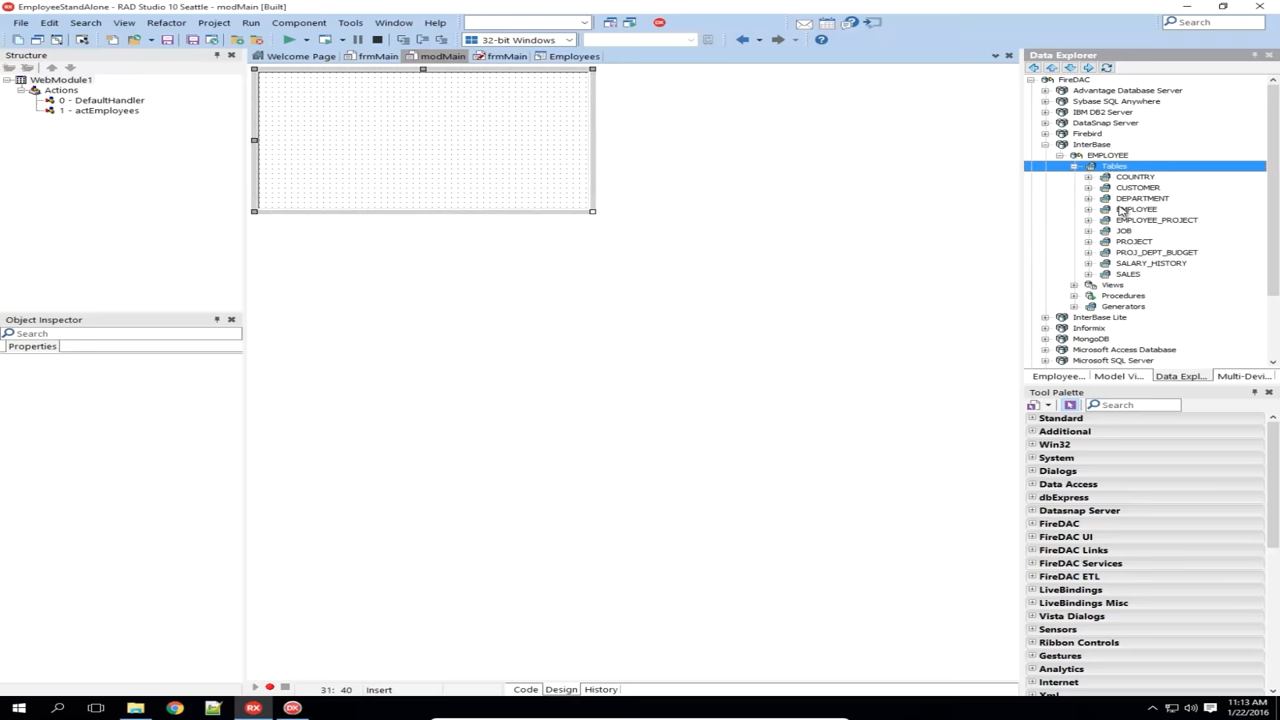 EmployeeStandAlone - RAD Studio 10 Seattle - modMain [Built]
File Edit Search View Refactor Project Run Component Tools Window Help
Search
32-bit Windows
Structure
Welcome Page frmMain modMain frmMain Employees
Data Explorer
WebModule1
Actions
0 - DefaultHandler
1 - actEmployees
FireDAC
Advantage Database Server
Sybase SQL Anywhere
IBM DB2 Server
DataSnap Server
Firebird
InterBase
EMPLOYEE
Tables
COUNTRY
CUSTOMER
DEPARTMENT
EMPLOYEE
EMPLOYEE_PROJECT
JOB
PROJECT
PROJ_DEPT_BUDGET
SALARY_HISTORY
SALES
Views
Procedures
Generators
InterBase Lite
Informix
MongoDB
Microsoft Access Database
Microsoft SQL Server
Object Inspector
Search
Properties
Employee... Model Vi... Data Expl... Multi-Devi...
Tool Palette
Search
Standard
Additional
Win32
System
Dialogs
Data Access
dbExpress
Datasnap Server
FireDAC
FireDAC UI
FireDAC Links
FireDAC Services
FireDAC ETL
LiveBindings
LiveBindings Misc
Vista Dialogs
Sensors
Ribbon Controls
Gestures
Analytics
Internet
Xml
31: 40 Insert Code Design History
RX DX
11:13 AM
1/22/2016